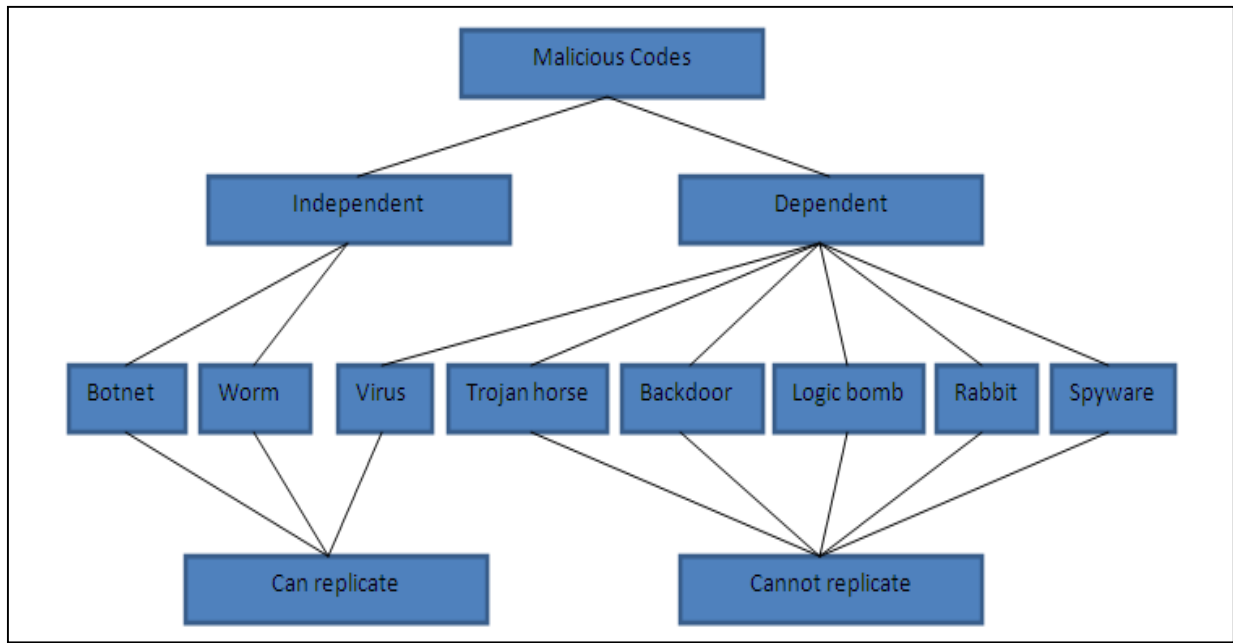 Malicious Codes
Independent
Dependent
Botnet
Worm
Virus
Trojan horse
Backdoor
Logic bomb
Rabbit
Spyware
Can replicate
Cannot replicate